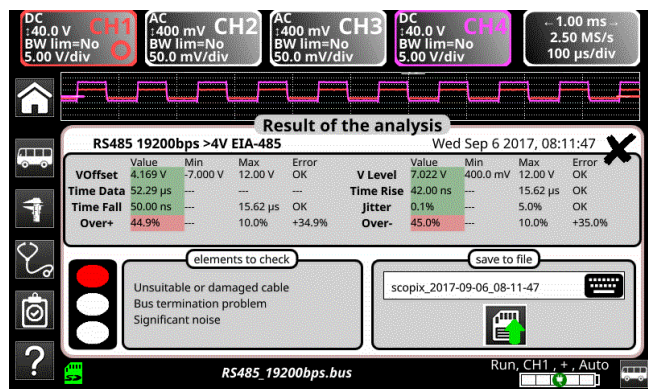 DC
↕40.0 V CH1
BW lim=No
5.00 V/div
AC
↕400 mV CH2
BW lim=No
50.0 mV/div
AC
↕400 mV CH3
BW lim=No
50.0 mV/div
DC
↕40.0 V CH4
BW lim=No
5.00 V/div
←1.00 ms→
2.50 MS/s
100 µs/div
Result of the analysis
RS485 19200bps >4V EIA-485 Wed Sep 6 2017, 08:11:47
Value Min Max Error Value Min Max Error
VOffset 4.169 V -7.000 V 12.00 V OK V Level 7.022 V 400.0 mV 12.00 V OK
Time Data 52.29 µs --- --- --- Time Rise 42.00 ns --- 15.62 µs OK
Time Fall 50.00 ns --- 15.62 µs OK Jitter 0.1% --- 5.0% OK
Over+ 44.9% --- 10.0% +34.9% Over- 45.0% --- 10.0% +35.0%
elements to check
Unsuitable or damaged cable
Bus termination problem
Significant noise
save to file
scopix_2017-09-06_08-11-47
?
RS485_19200bps.bus
Run, CH1 , + , Auto